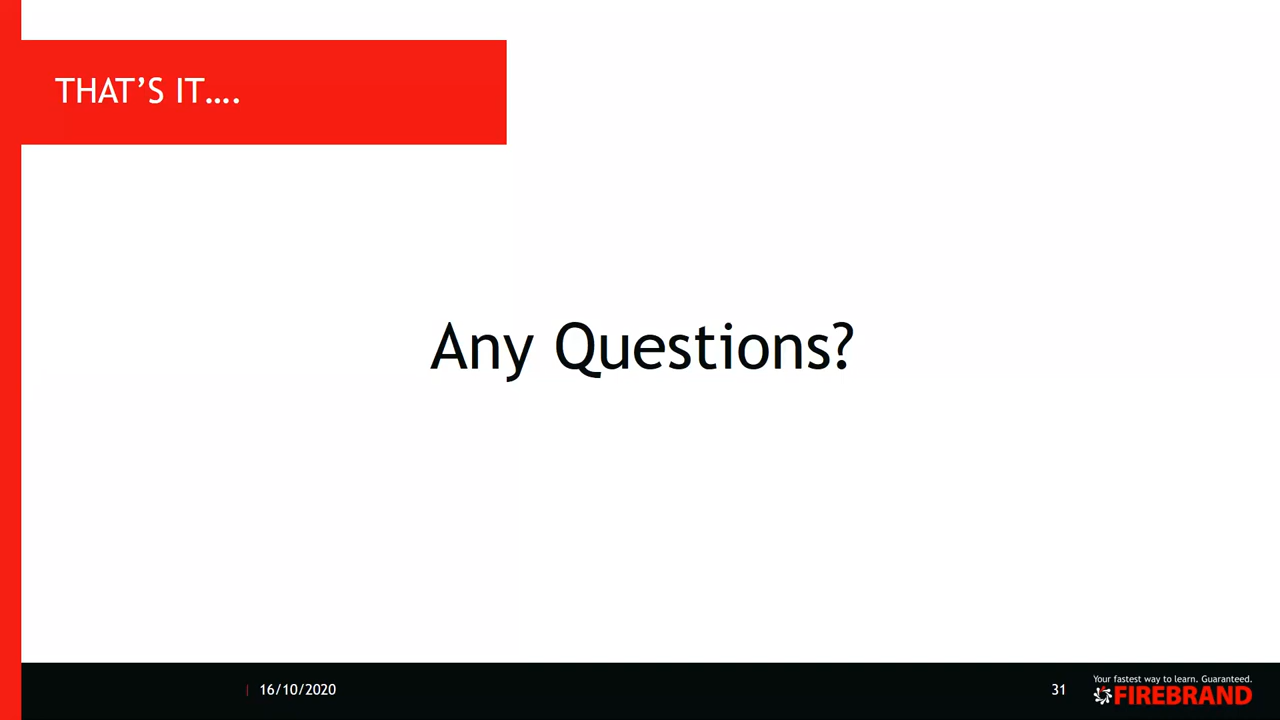 THAT’S IT….
Any Questions?
| 16/10/2020
31
Your fastest way to learn. Guaranteed.
FIREBRAND